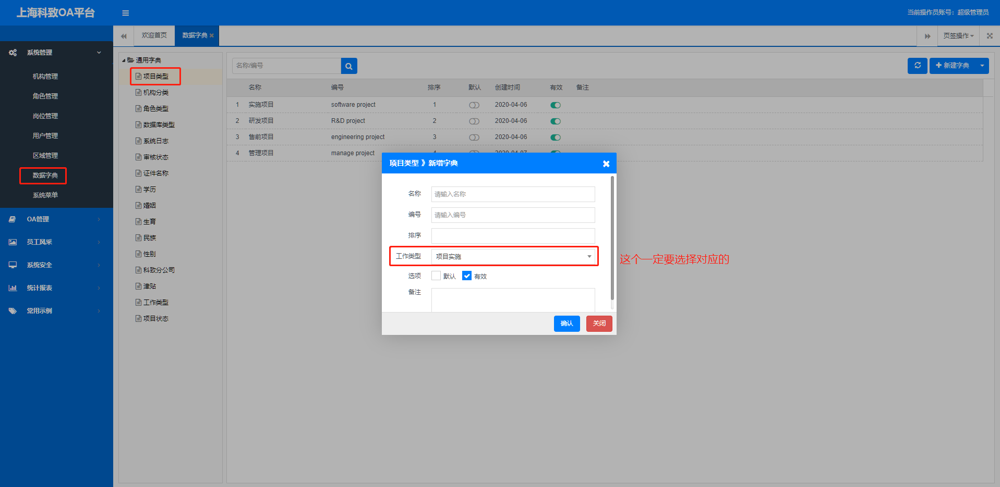 上海科致OA平台
当前操作员账号：超级管理员
欢迎首页
数据字典
页签操作
系统管理
机构管理
角色管理
岗位管理
用户管理
区域管理
数据字典
系统菜单
OA管理
员工风采
系统安全
统计报表
常用示例
通用字典
项目类型
机构分类
角色类型
数据库类型
系统日志
审核状态
证件名称
学历
婚姻
生育
民族
性别
科致分公司
津贴
工作类型
项目状态
名称/编号
新建字典
名称 编号 排序 默认 创建时间 有效 备注
1 实施项目 software project 1 2020-04-06
2 研发项目 R&D project 2 2020-04-06
3 售前项目 engineering project 3 2020-04-06
4 管理项目 manage project 4 2020-04-07
项目类型 》新增字典
名称 请输入名称
编号 请输入编号
排序
工作类型 项目实施
这个一定要选择对应的
选项 默认 有效
备注
确认 关闭